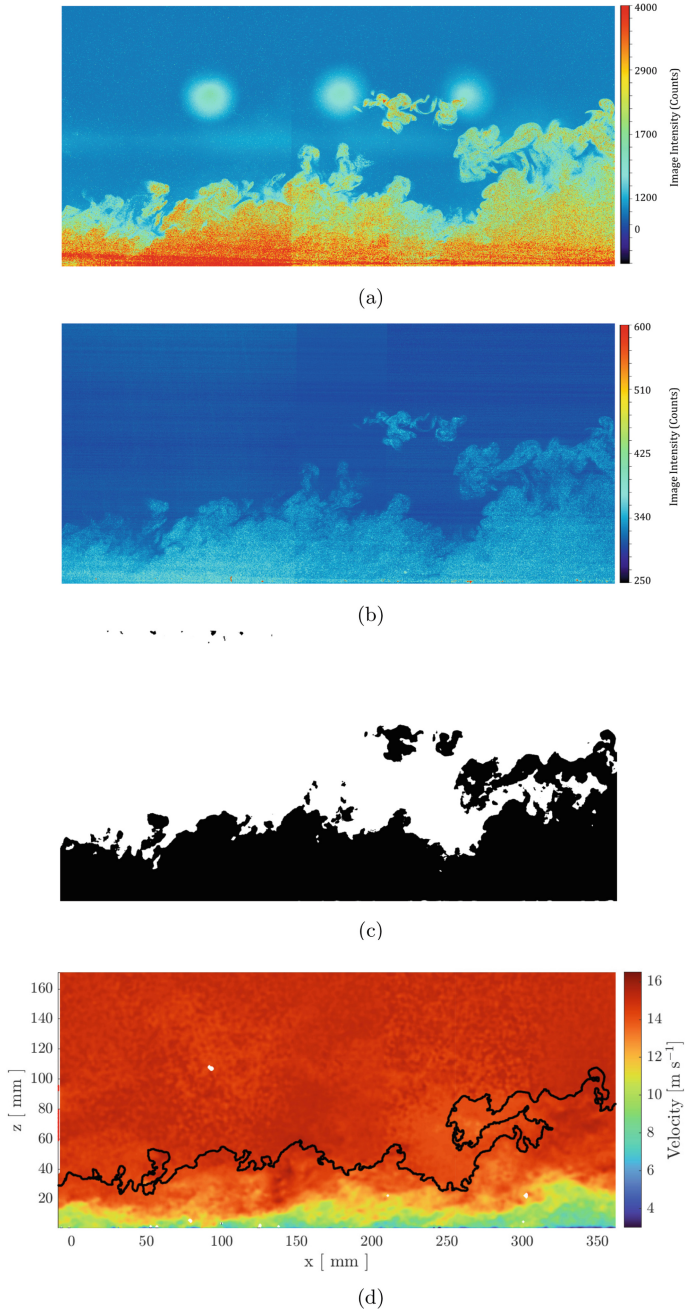 4000
2900
1700
1200
0
Image Intensity (Counts)
(a)
600
510
425
340
250
Image Intensity (Counts)
(b)
(c)
160
140
120
100
80
60
40
20
z [ mm ]
0 50 100 150 200 250 300 350
x [ mm ]
16
14
12
10
8
6
4
Velocity [m s⁻¹]
(d)